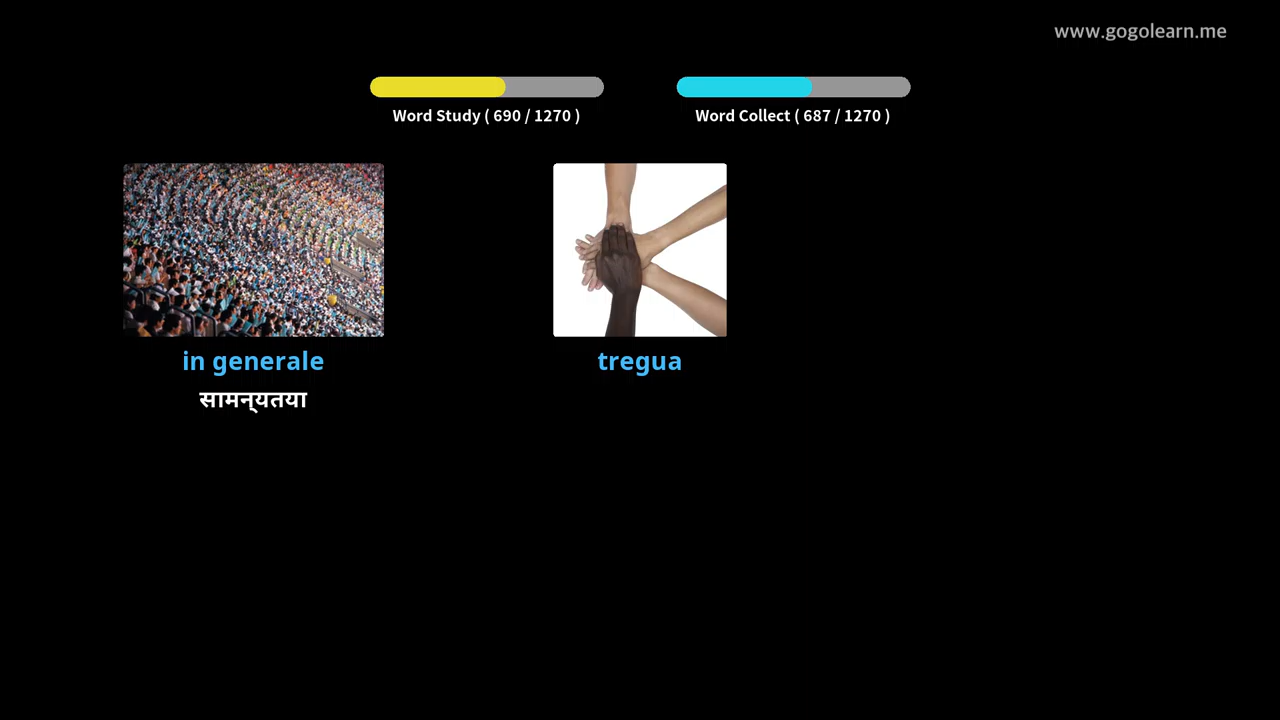 www.gogolearn.me
Word Study ( 690 / 1270 )
Word Collect ( 687 / 1270 )
in generale
tregua
सामन्यतया